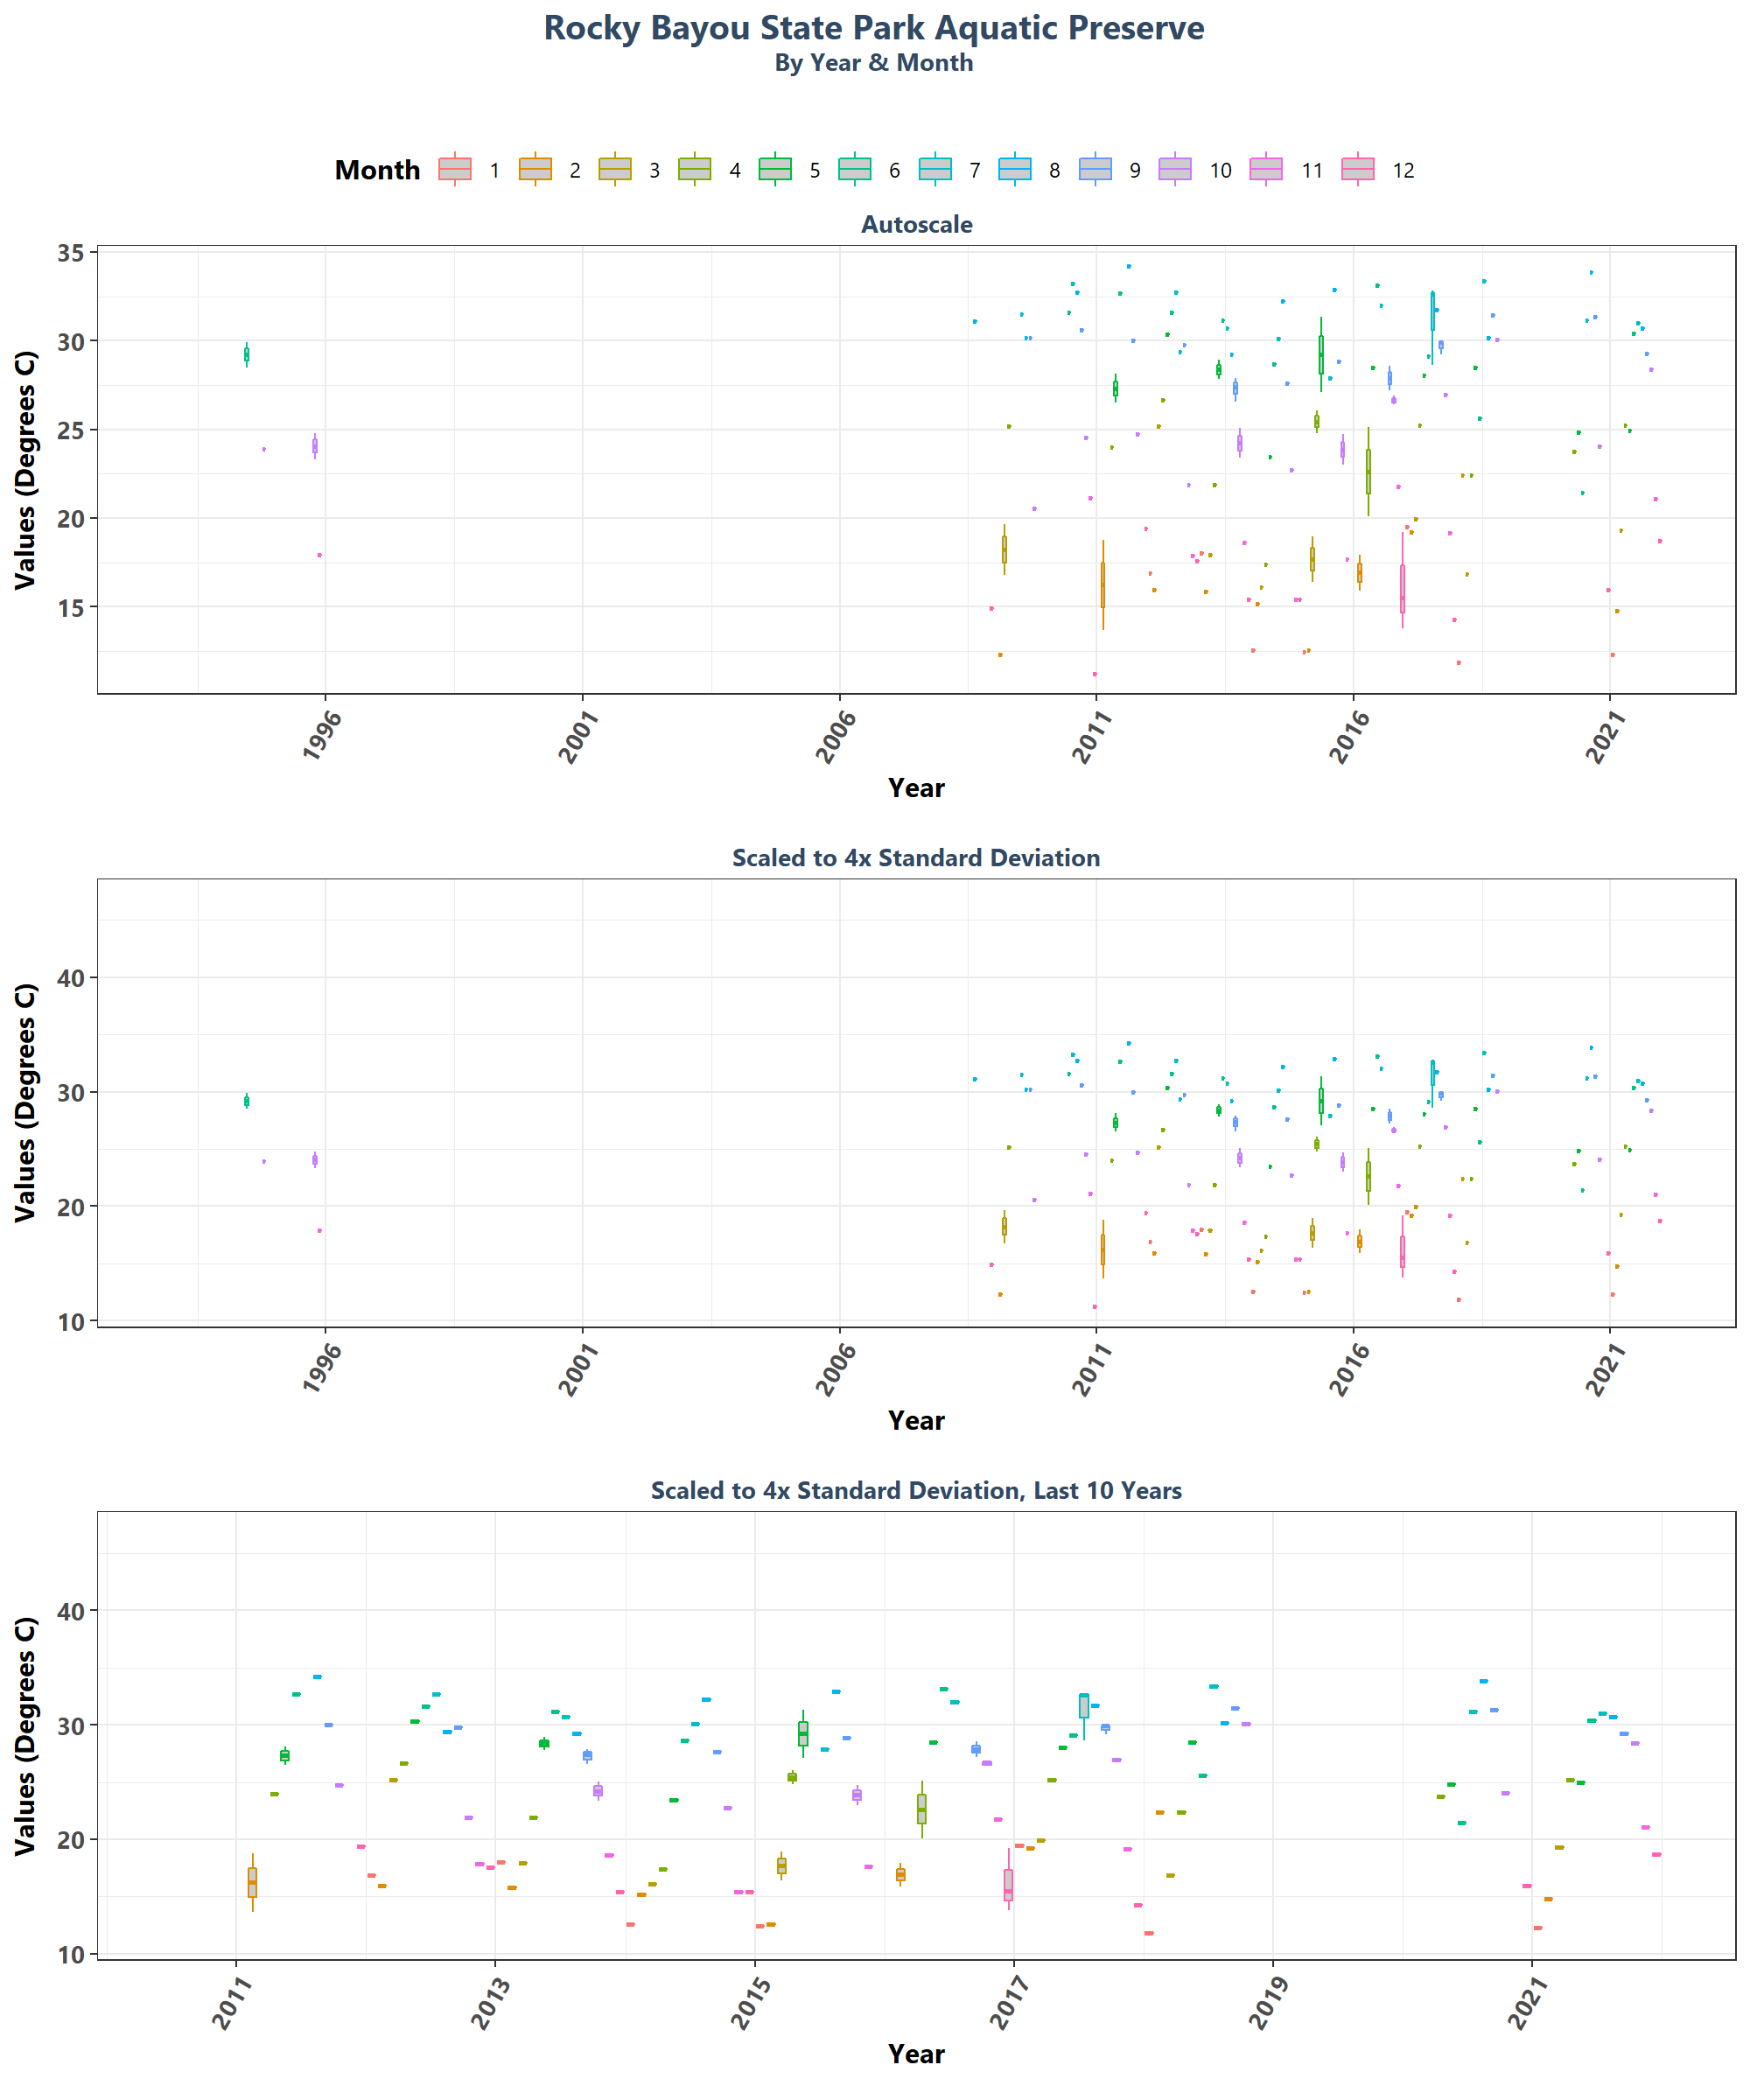 Rocky Bayou State Park Aquatic Preserve
By Year & Month
Month 1 2 3 4 5 6 7 8 9 10 11 12
Autoscale
Values (Degrees C)
35
30
25
20
15
1996 2001 2006 2011 2016 2021
Year
Scaled to 4x Standard Deviation
Values (Degrees C)
40
30
20
10
1996 2001 2006 2011 2016 2021
Year
Scaled to 4x Standard Deviation, Last 10 Years
Values (Degrees C)
40
30
20
10
2011 2013 2015 2017 2019 2021
Year